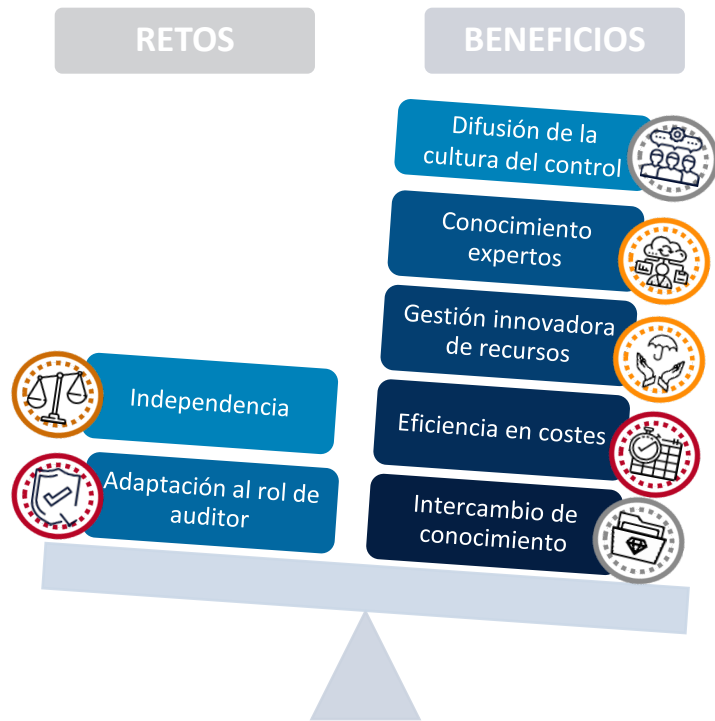 RETOS
BENEFICIOS
Difusión de la
cultura del control
Conocimiento
expertos
Gestión innovadora
de recursos
Eficiencia en costes
Intercambio de
conocimiento
Independencia
Adaptación al rol de
auditor